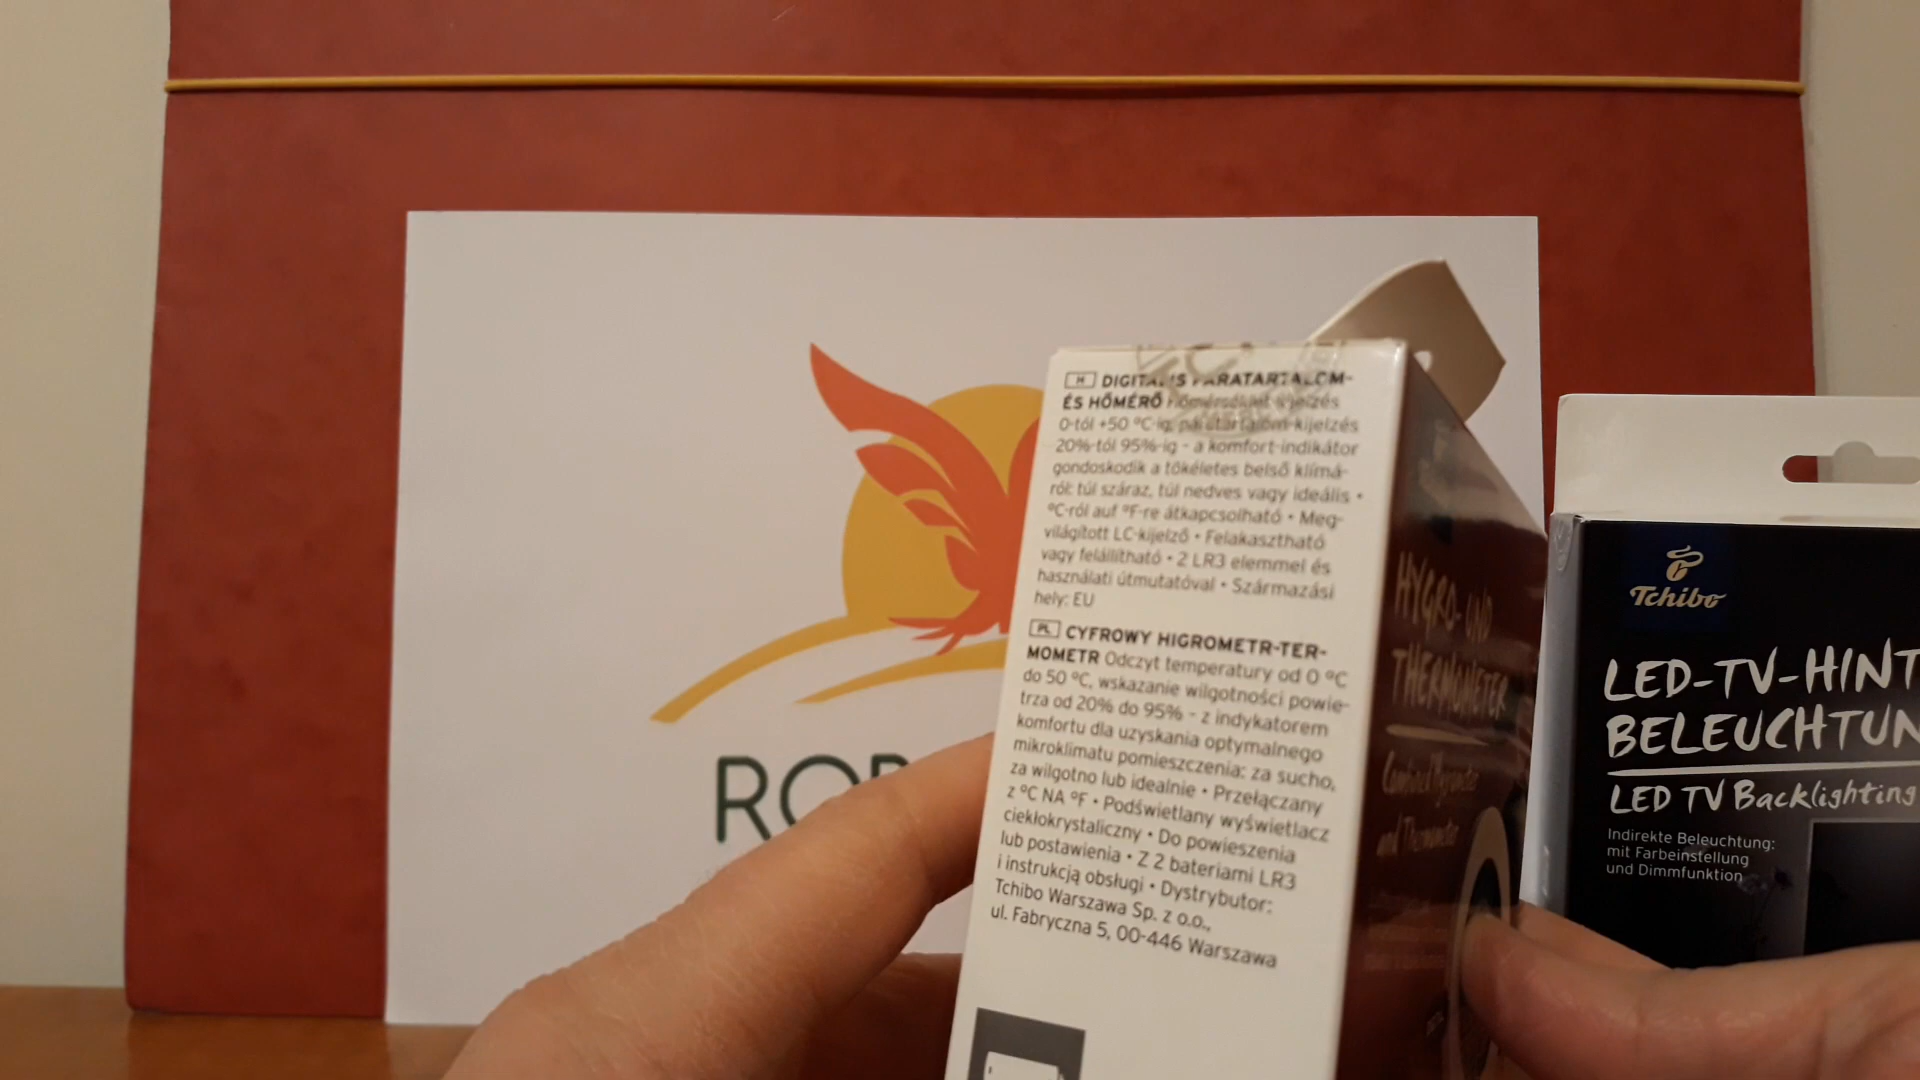 H DIGITÁLIS PÁRATARTALOM-
ÉS HŐMÉRŐ Hőmérséklet-kijelzés
0-tól +50 °C-ig, páratartalom-kijelzés
20%-tól 95%-ig - a komfort-indikátor
gondoskodik a tökéletes belső klímá-
ról: túl száraz, túl nedves vagy ideális •
°C-ról auf °F-re átkapcsolható • Meg-
világított LC-kijelző • Felakasztható
vagy felállítható • 2 LR3 elemmel és
használati útmutatóval • Származási
hely: EU
PL CYFROWY HIGROMETR-TER-
MOMETR Odczyt temperatury od 0 °C
do 50 °C, wskazanie wilgotności powie-
trza od 20% do 95% - z indykatorem
komfortu dla uzyskania optymalnego
mikroklimatu pomieszczenia: za sucho,
za wilgotno lub idealnie • Przełączany
z °C NA °F • Podświetlany wyświetlacz
ciekłokrystaliczny • Do powieszenia
lub postawienia • Z 2 bateriami LR3
i instrukcją obsługi • Dystrybutor:
Tchibo Warszawa Sp. z o.o.,
ul. Fabryczna 5, 00-446 Warszawa
HYGRO- UND
THERMOMETER
and Thermometer
Tchibo
LED-TV-HINT
BELEUCHTUN
LED TV Backlighting
Indirekte Beleuchtung:
mit Farbeinstellung
und Dimmfunktion